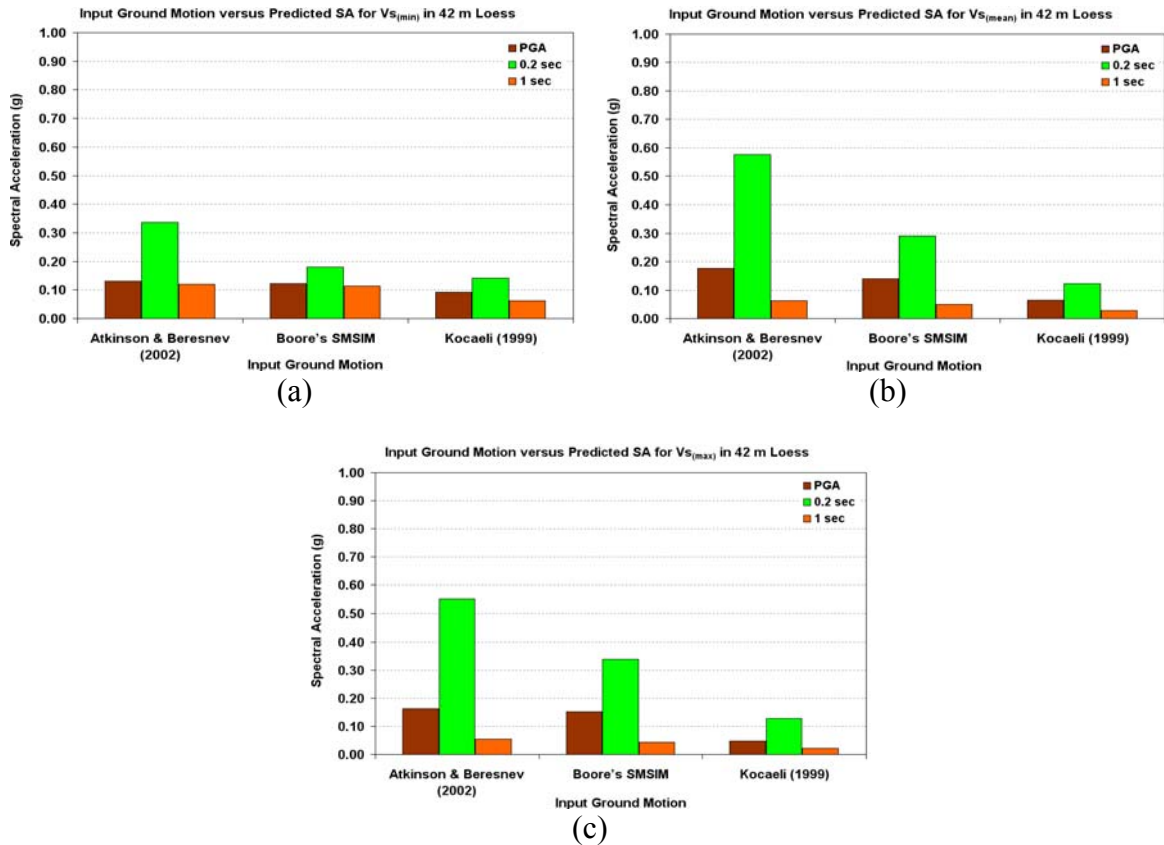 Input Ground Motion versus Predicted SA for Vs(min) in 42 m Loess
1.00
0.90
0.80
0.70
0.60
0.50
0.40
0.30
0.20
0.10
0.00
Spectral Acceleration (g)
PGA
0.2 sec
1 sec
Atkinson & Beresnev
(2002)
Boore's SMSIM
Kocaeli (1999)
Input Ground Motion
(a)
Input Ground Motion versus Predicted SA for Vs(mean) in 42 m Loess
1.00
0.90
0.80
0.70
0.60
0.50
0.40
0.30
0.20
0.10
0.00
Spectral Acceleration (g)
PGA
0.2 sec
1 sec
Atkinson & Beresnev
(2002)
Boore's SMSIM
Kocaeli (1999)
Input Ground Motion
(b)
Input Ground Motion versus Predicted SA for Vs(max) in 42 m Loess
1.00
0.90
0.80
0.70
0.60
0.50
0.40
0.30
0.20
0.10
0.00
Spectral Acceleration (g)
PGA
0.2 sec
1 sec
Atkinson & Beresnev
(2002)
Boore's SMSIM
Kocaeli (1999)
Input Ground Motion
(c)